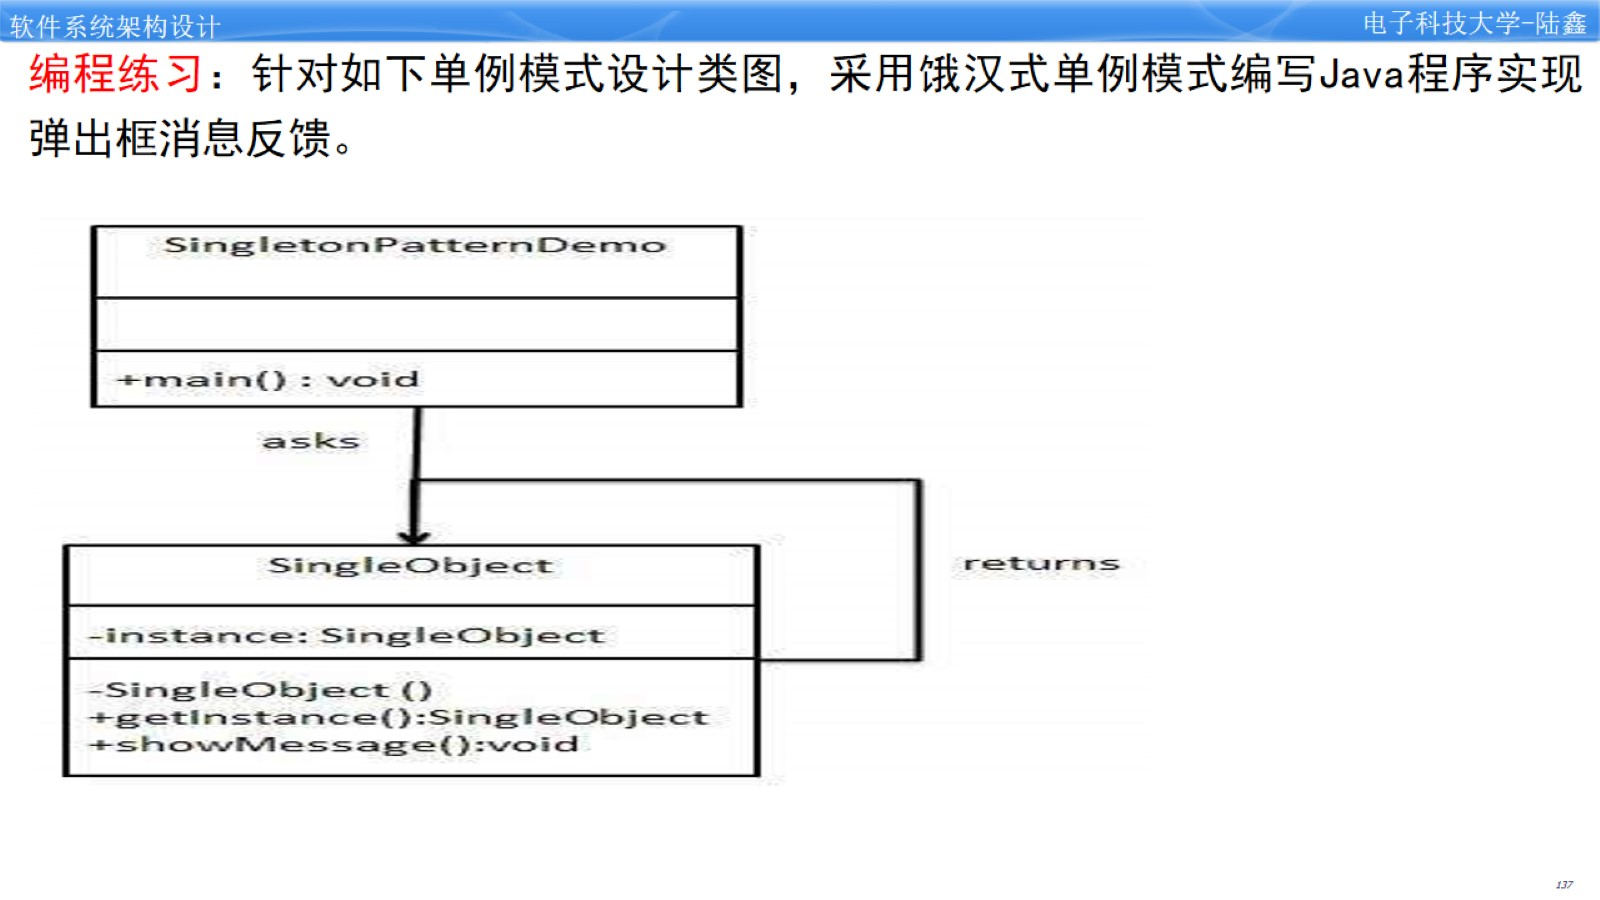 软件系统架构设计
电子科技大学-陆鑫
编程练习：针对如下单例模式设计类图，采用饿汉式单例模式编写Java程序实现
弹出框消息反馈。
SingletonPatternDemo
+main() : void
asks
SingleObject
returns
-instance: SingleObject
-SingleObject ()
+getInstance():SingleObject
+showMessage():void
137